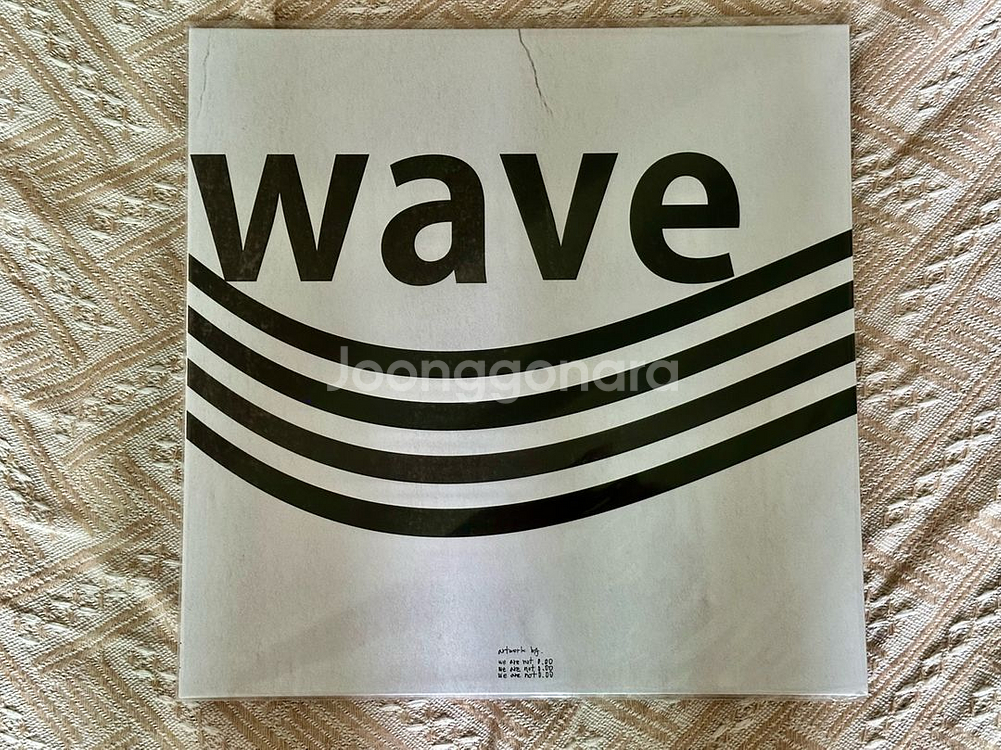 wave
Joonggonara
artwork by.
we are not 0.00
we are not 0.00
we are not 0.00